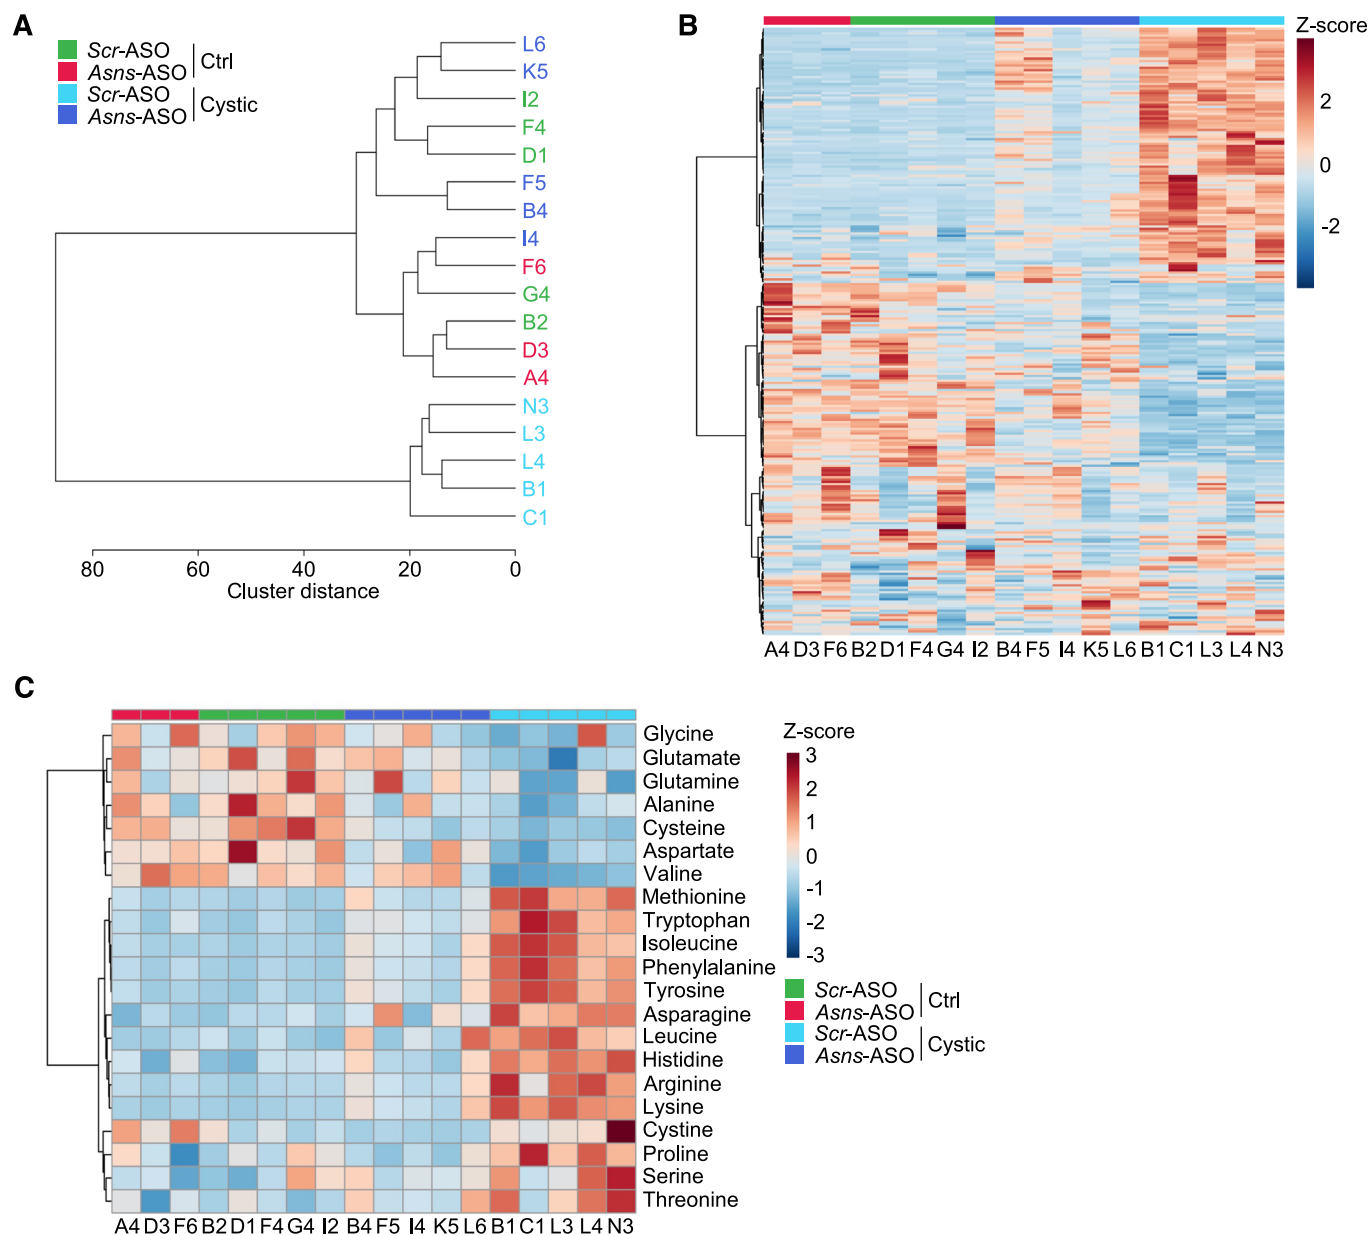 A
Scr-ASO
Asns-ASO
Ctrl
Scr-ASO
Asns-ASO
Cystic
L6
K5
I2
F4
D1
F5
B4
I4
F6
G4
B2
D3
A4
N3
L3
L4
B1
C1
80 60 40 20 0
Cluster distance
B
Z-score
2
0
-2
A4 D3 F6 B2 D1 F4 G4 I2 B4 F5 I4 K5 L6 B1 C1 L3 L4 N3
C
Glycine
Glutamate
Glutamine
Alanine
Cysteine
Aspartate
Valine
Methionine
Tryptophan
Isoleucine
Phenylalanine
Tyrosine
Asparagine
Leucine
Histidine
Arginine
Lysine
Cystine
Proline
Serine
Threonine
A4 D3 F6 B2 D1 F4 G4 I2 B4 F5 I4 K5 L6 B1 C1 L3 L4 N3
Z-score
3
2
1
0
-1
-2
-3
Scr-ASO
Asns-ASO
Ctrl
Scr-ASO
Asns-ASO
Cystic